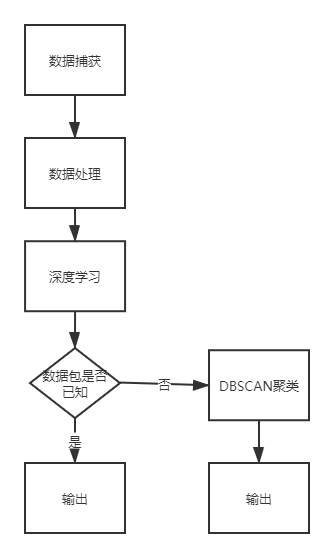 数据捕获
数据处理
深度学习
数据包是否
已知
否
DBSCAN聚类
是
输出
输出